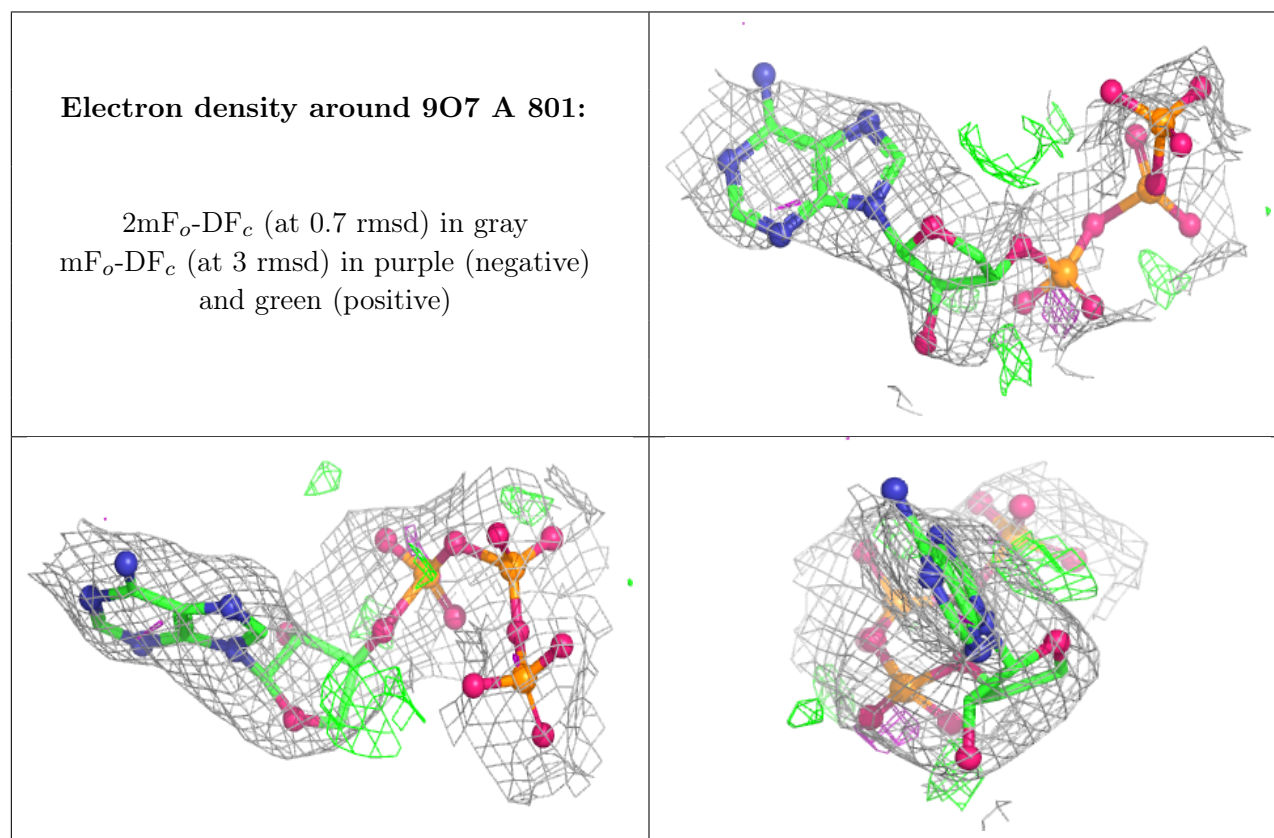 Electron density around 9O7 A 801:
2mFₒ-DF𝒸 (at 0.7 rmsd) in gray
mFₒ-DF𝒸 (at 3 rmsd) in purple (negative)
and green (positive)